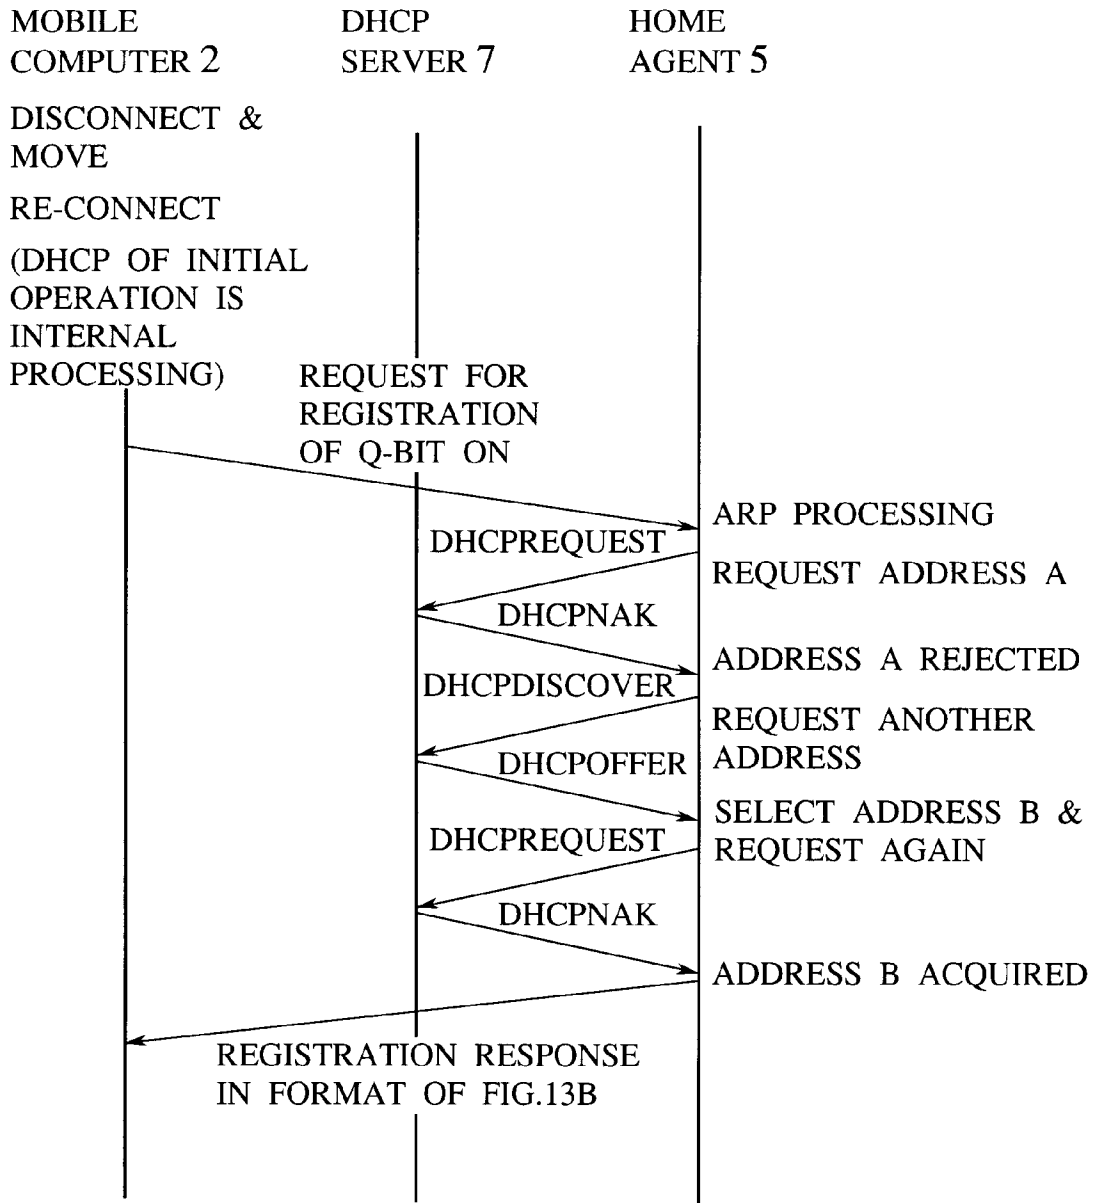 MOBILE
COMPUTER 2
DHCP
SERVER 7
HOME
AGENT 5
DISCONNECT &
MOVE
RE-CONNECT
(DHCP OF INITIAL
OPERATION IS
INTERNAL
PROCESSING)
REQUEST FOR
REGISTRATION
OF Q-BIT ON
ARP PROCESSING
DHCPREQUEST
REQUEST ADDRESS A
DHCPNAK
ADDRESS A REJECTED
DHCPDISCOVER
REQUEST ANOTHER
ADDRESS
DHCPOFFER
SELECT ADDRESS B &
REQUEST AGAIN
DHCPREQUEST
DHCPNAK
ADDRESS B ACQUIRED
REGISTRATION RESPONSE
IN FORMAT OF FIG.13B